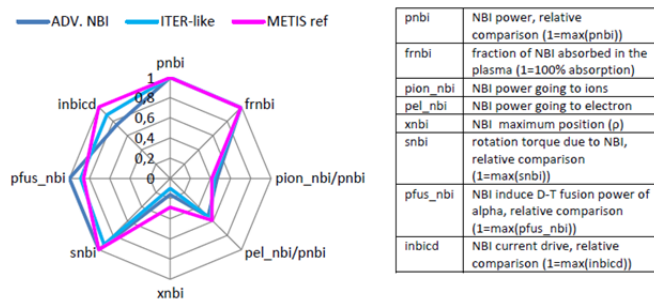 ADV. NBI ITER-like METIS ref
pnbi
1
0,8
0,6
0,4
0,2
0
frnbi
pion_nbi/pnbi
pel_nbi/pnbi
xnbi
snbi
pfus_nbi
inbicd
pnbi NBI power, relative
comparison (1=max(pnbi))
frnbi fraction of NBI absorbed in the
plasma (1=100% absorption)
pion_nbi NBI power going to ions
pel_nbi NBI power going to electron
xnbi NBI maximum position (ρ)
snbi rotation torque due to NBI,
relative comparison
(1=max(snbi))
pfus_nbi NBI induce D-T fusion power of
alpha, relative comparison
(1=max(pfus_nbi))
inbicd NBI current drive, relative
comparison (1=max(inbicd))